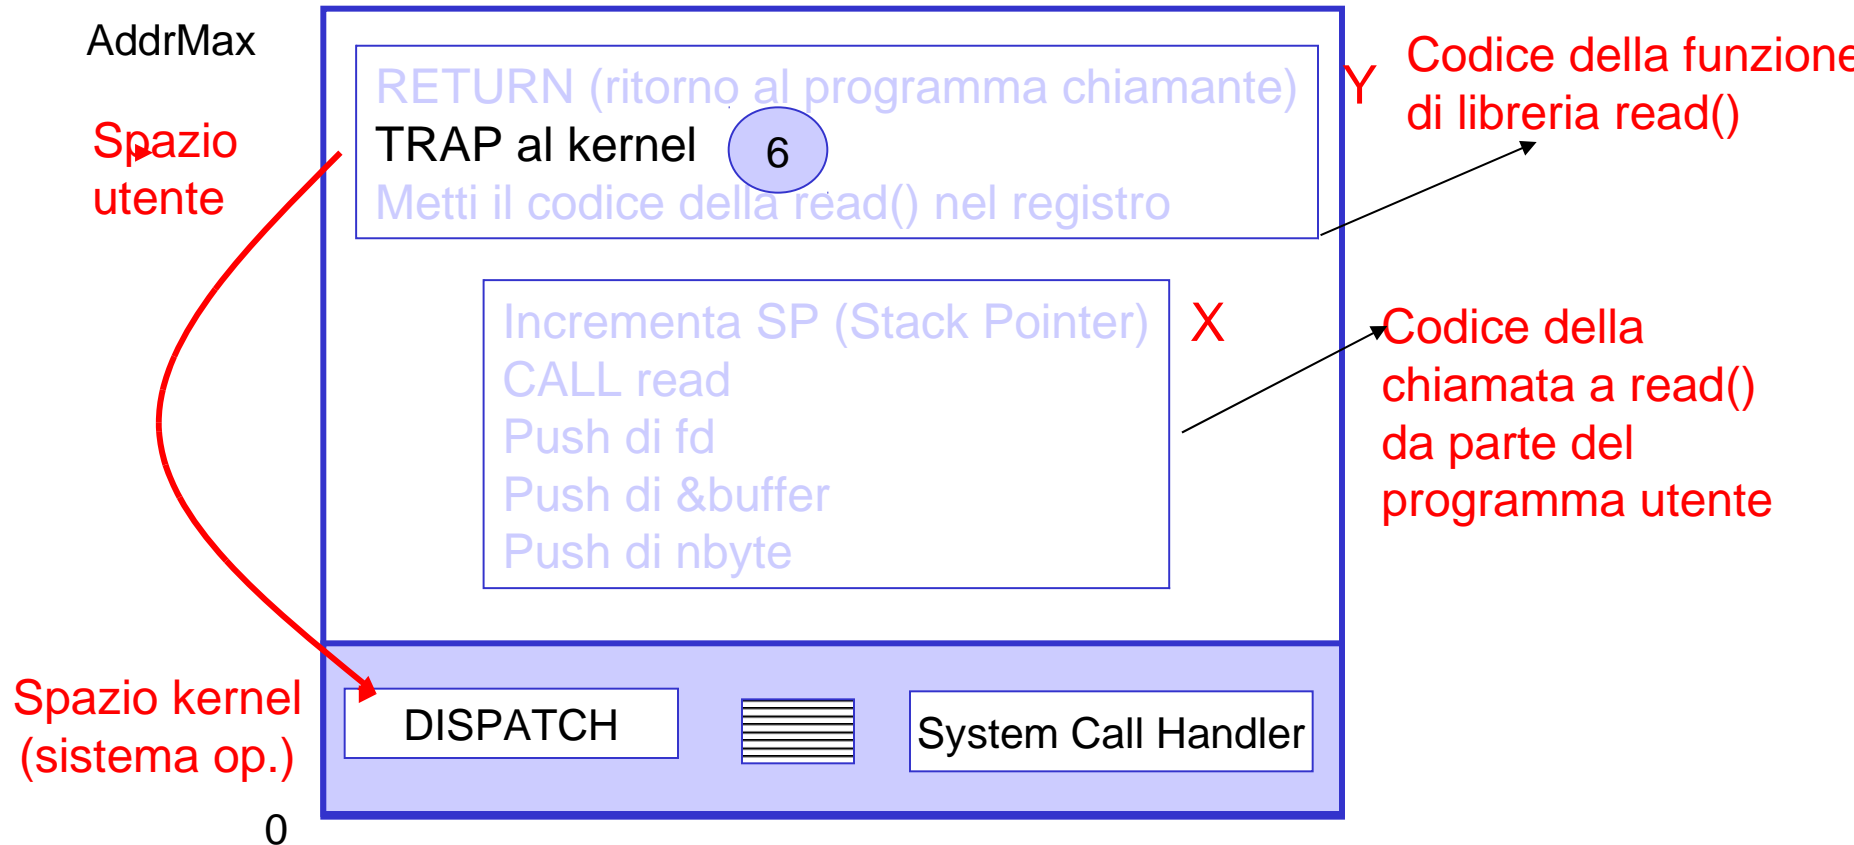 AddrMax
Spazio
utente
RETURN (ritorno al programma chiamante)
TRAP al kernel
6
Metti il codice della read() nel registro
Y
Codice della funzione
di libreria read()
Incrementa SP (Stack Pointer)
CALL read
Push di fd
Push di &buffer
Push di nbyte
X
Codice della
chiamata a read()
da parte del
programma utente
Spazio kernel
(sistema op.)
DISPATCH
System Call Handler
0